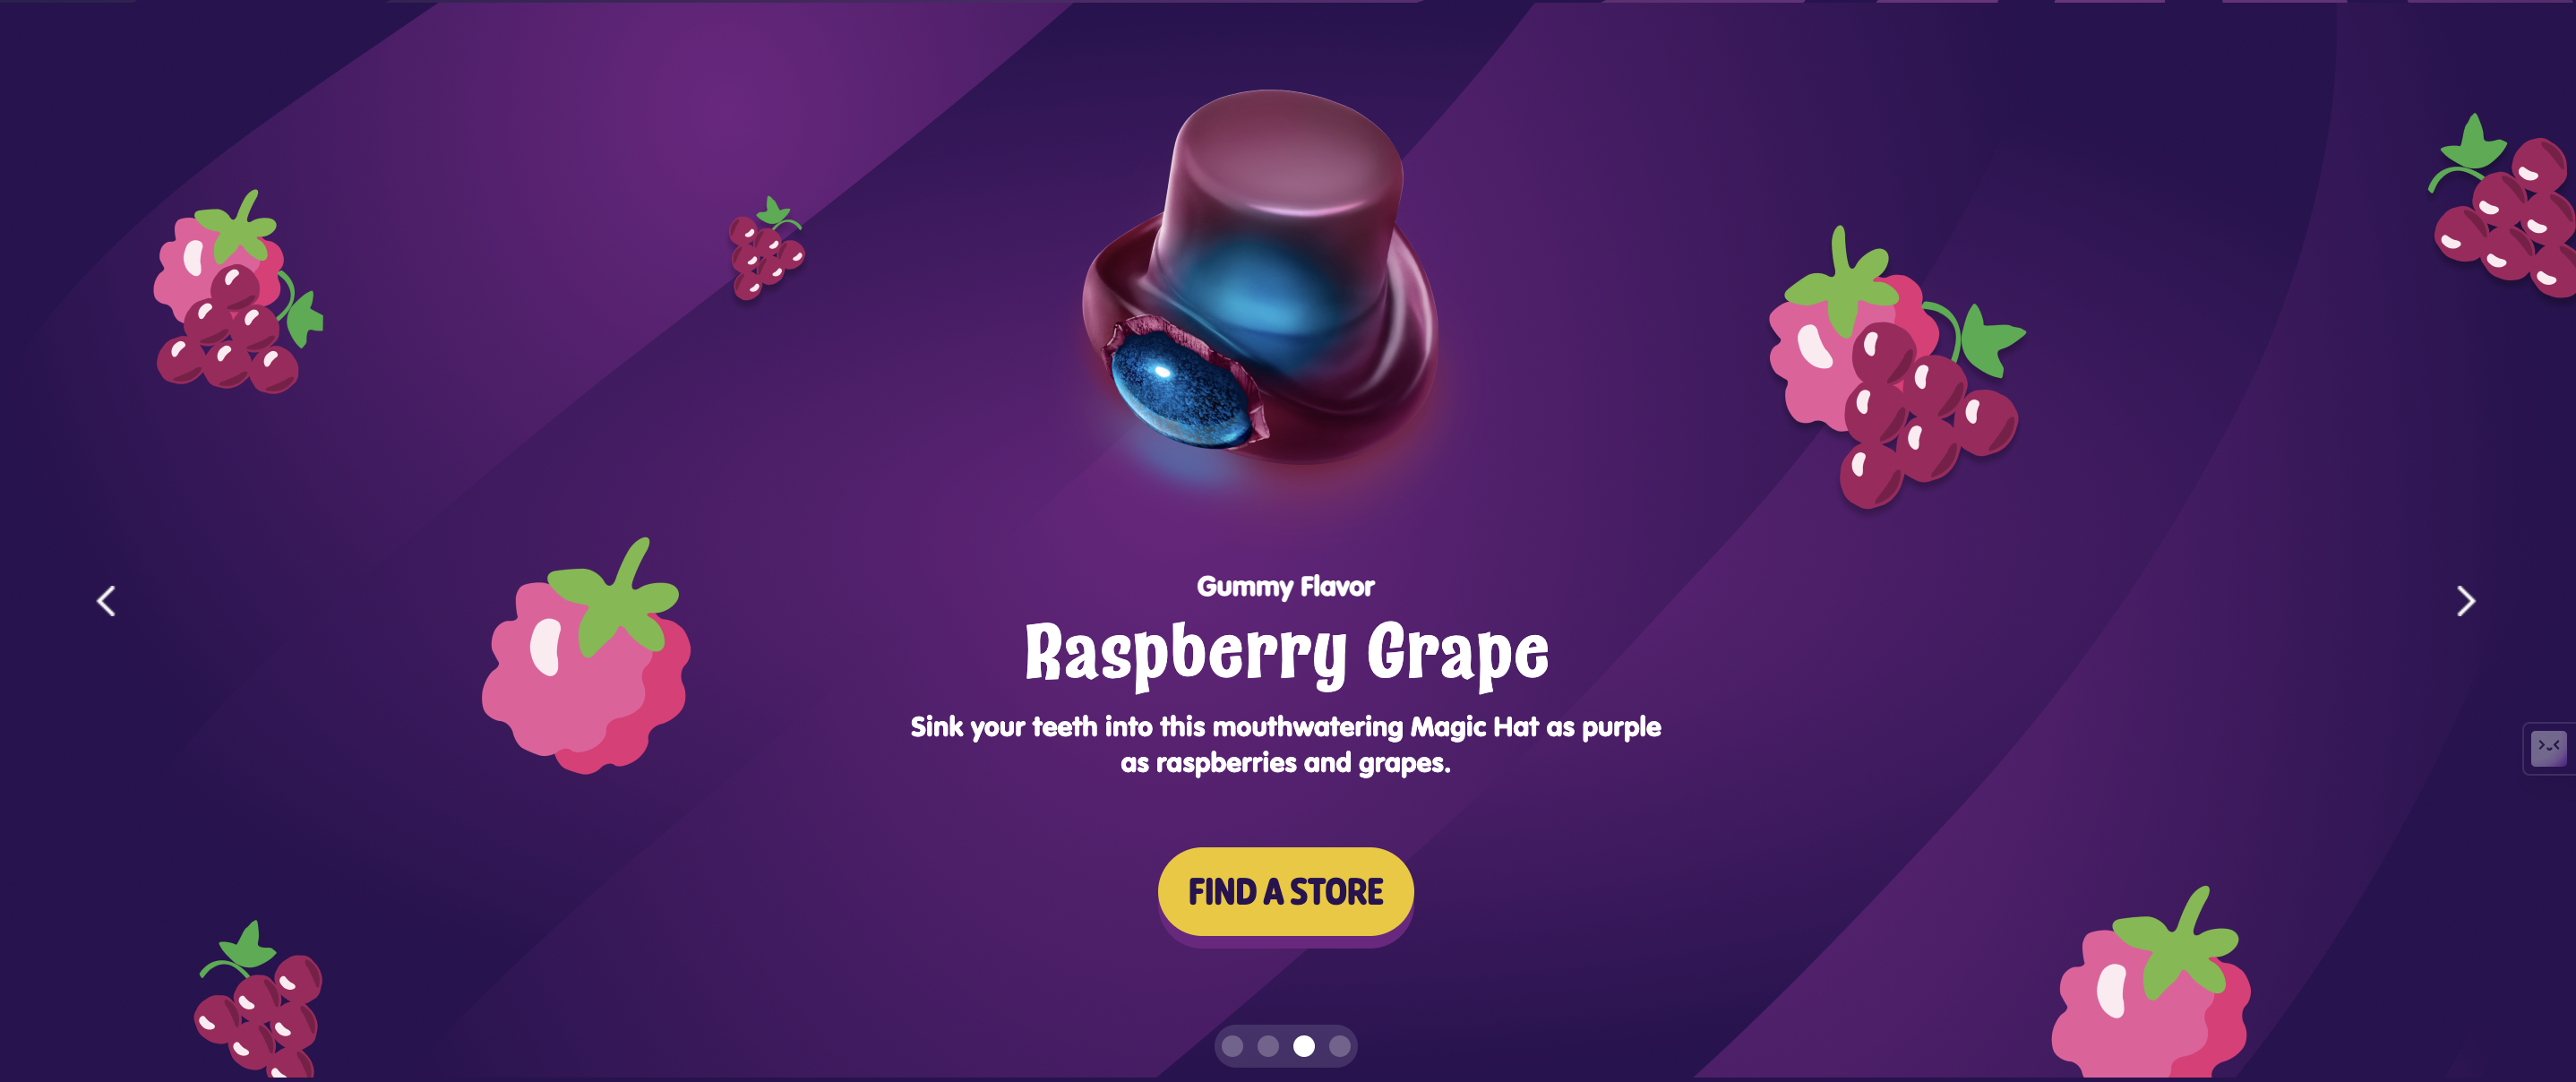 Gummy Flavor
Raspberry Grape
Sink your teeth into this mouthwatering Magic Hat as purple
as raspberries and grapes.
FIND A STORE